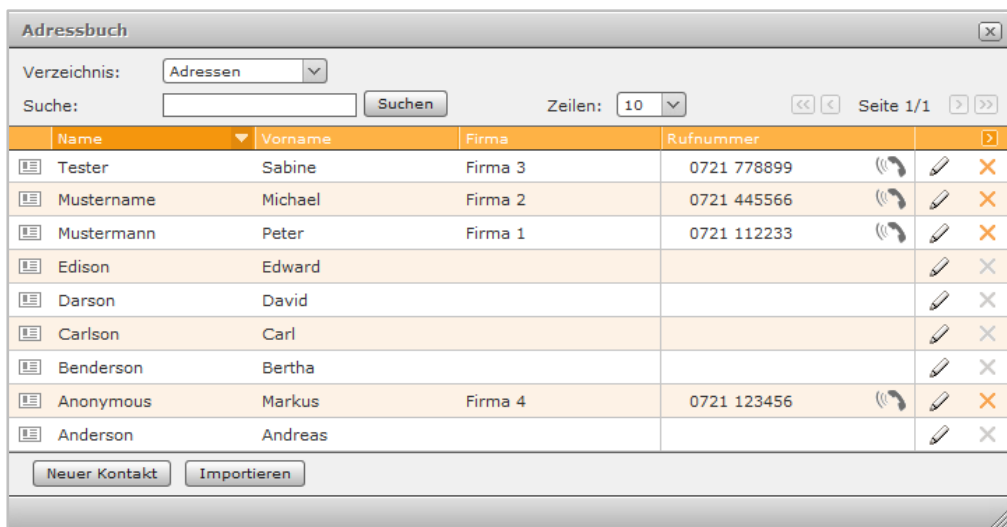 Adressbuch
Verzeichnis: Adressen
Suche: Suchen Zeilen: 10 Seite 1/1
Name Vorname Firma Rufnummer
Tester Sabine Firma 3 0721 778899
Mustername Michael Firma 2 0721 445566
Mustermann Peter Firma 1 0721 112233
Edison Edward
Darson David
Carlson Carl
Benderson Bertha
Anonymous Markus Firma 4 0721 123456
Anderson Andreas
Neuer Kontakt Importieren